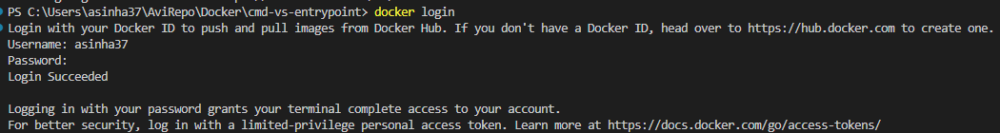 PS C:\Users\asinha37\AviRepo\Docker\cmd-vs-entrypoint> docker login
Login with your Docker ID to push and pull images from Docker Hub. If you don't have a Docker ID, head over to https://hub.docker.com to create one.
Username: asinha37
Password:
Login Succeeded
Logging in with your password grants your terminal complete access to your account.
For better security, log in with a limited-privilege personal access token. Learn more at https://docs.docker.com/go/access-tokens/